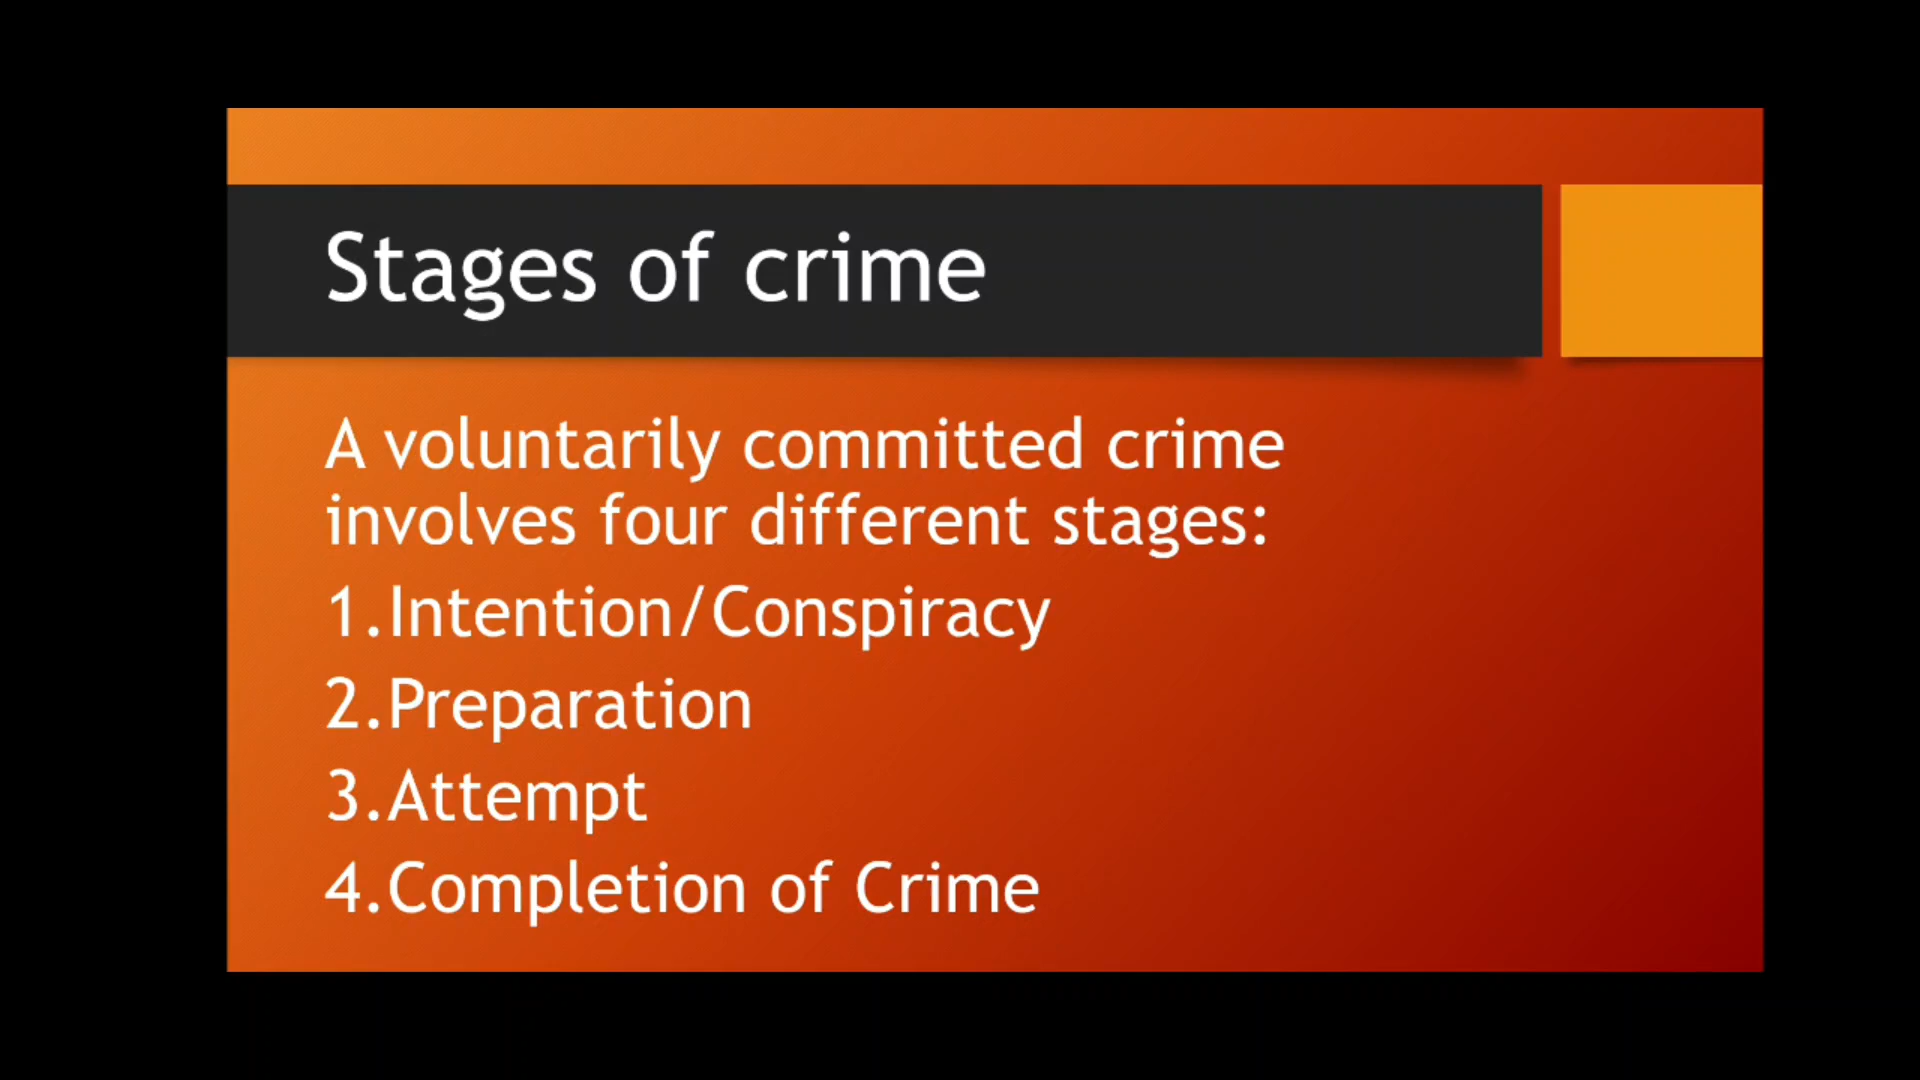 Stages of crime
A voluntarily committed crime
involves four different stages:
1.Intention/Conspiracy
2.Preparation
3.Attempt
4.Completion of Crime